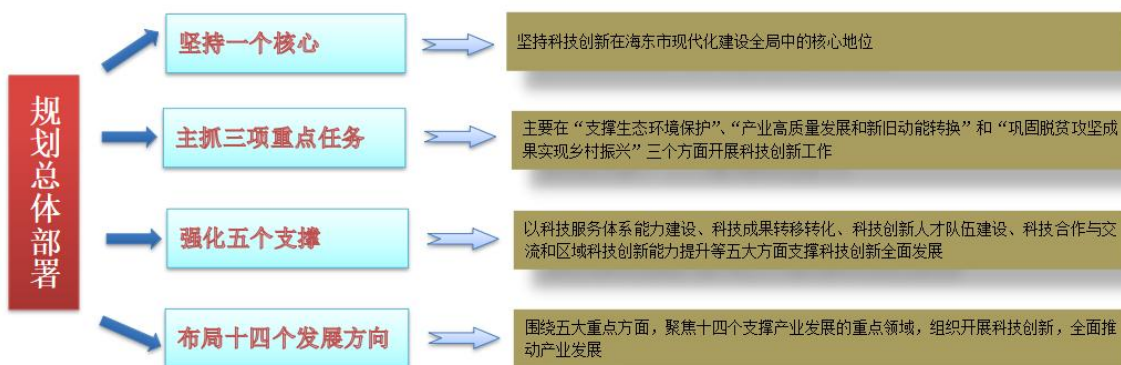 规划总体部署
坚持一个核心
坚持科技创新在海东市现代化建设全局中的核心地位
主抓三项重点任务
主要在“支撑生态环境保护”、“产业高质量发展和新旧动能转换”和“巩固脱贫攻坚成
果实现乡村振兴”三个方面开展科技创新工作
强化五个支撑
以科技服务体系能力建设、科技成果转移转化、科技创新人才队伍建设、科技合作与交
流和区域科技创新能力提升等五大方面支撑科技创新全面发展
布局十四个发展方向
围绕五大重点方面，聚焦十四个支撑产业发展的重点领域，组织开展科技创新，全面推
动产业发展